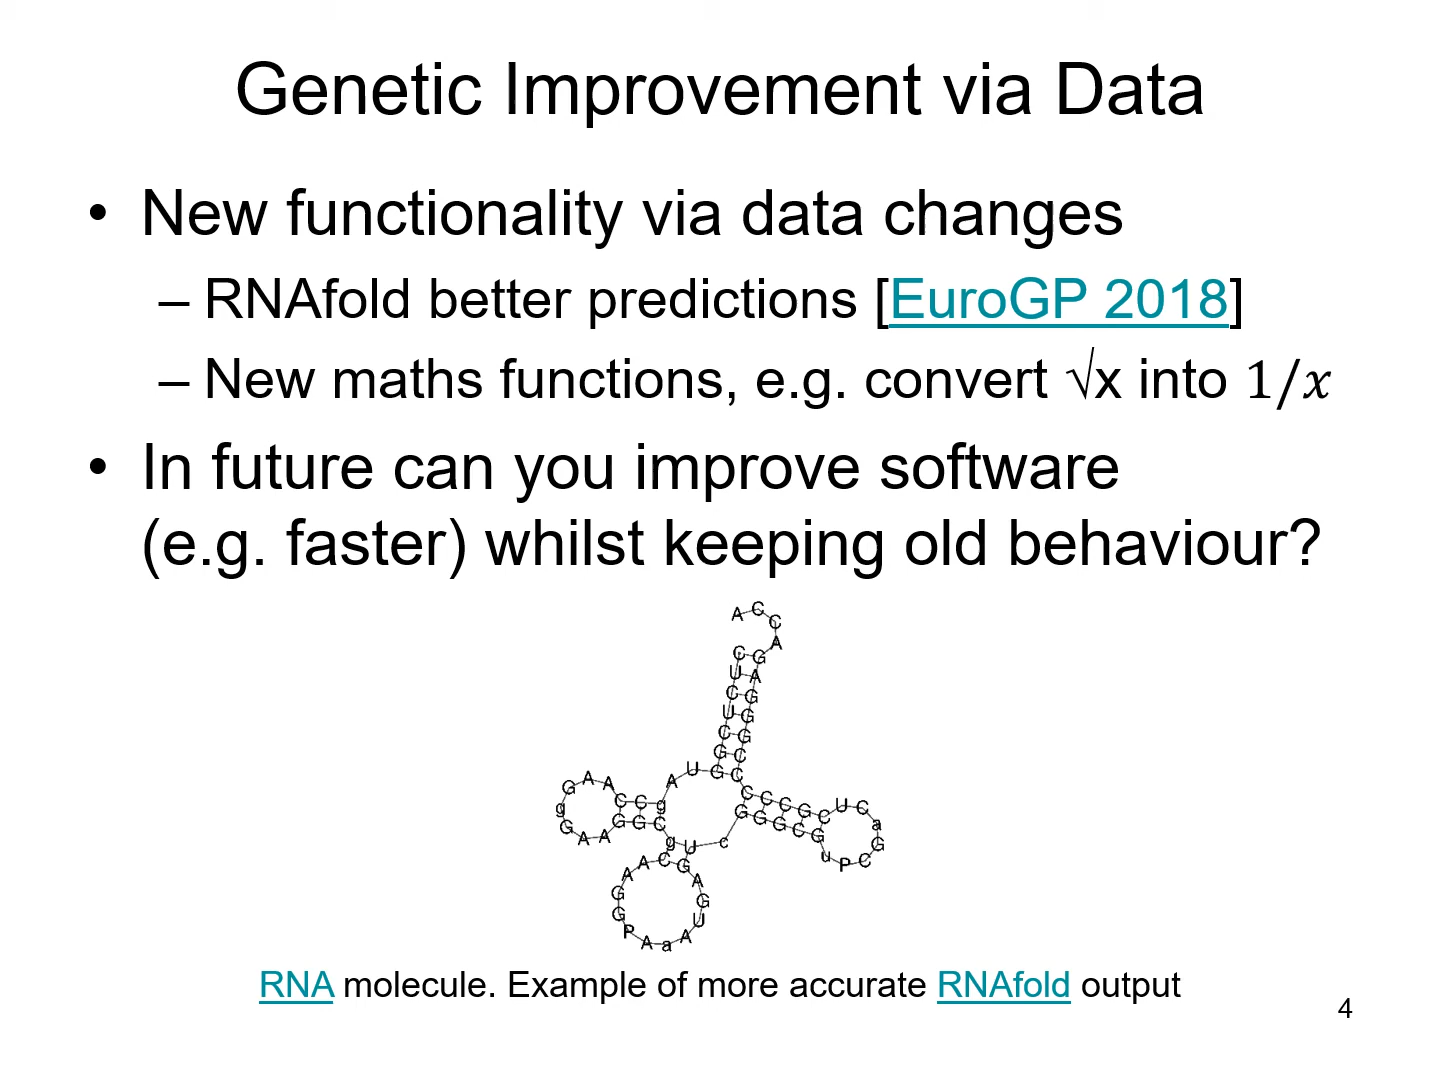 Genetic Improvement via Data
• New functionality via data changes
– RNAfold better predictions [EuroGP 2018]
– New maths functions, e.g. convert √x into 1/x
• In future can you improve software
(e.g. faster) whilst keeping old behaviour?
RNA molecule. Example of more accurate RNAfold output
4